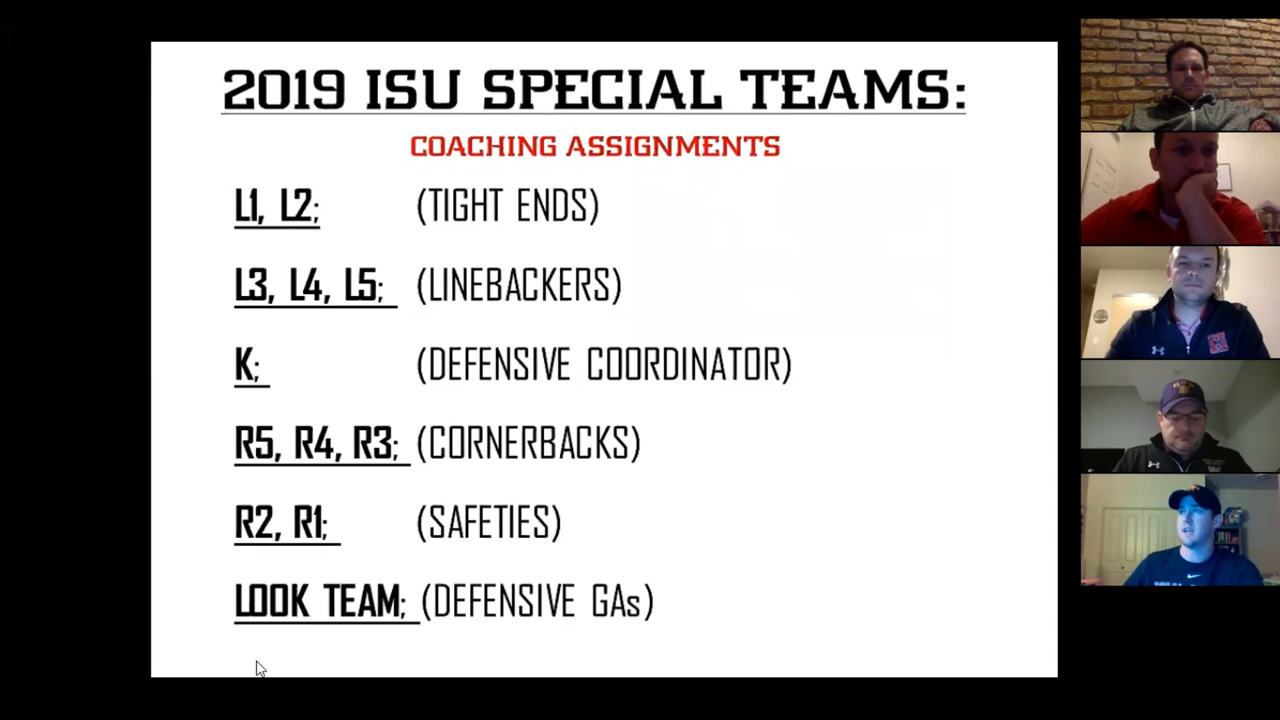 2019 ISU SPECIAL TEAMS:
COACHING ASSIGNMENTS
L1, L2; (TIGHT ENDS)
L3, L4, L5; (LINEBACKERS)
K; (DEFENSIVE COORDINATOR)
R5, R4, R3; (CORNERBACKS)
R2, R1; (SAFETIES)
LOOK TEAM; (DEFENSIVE GAs)